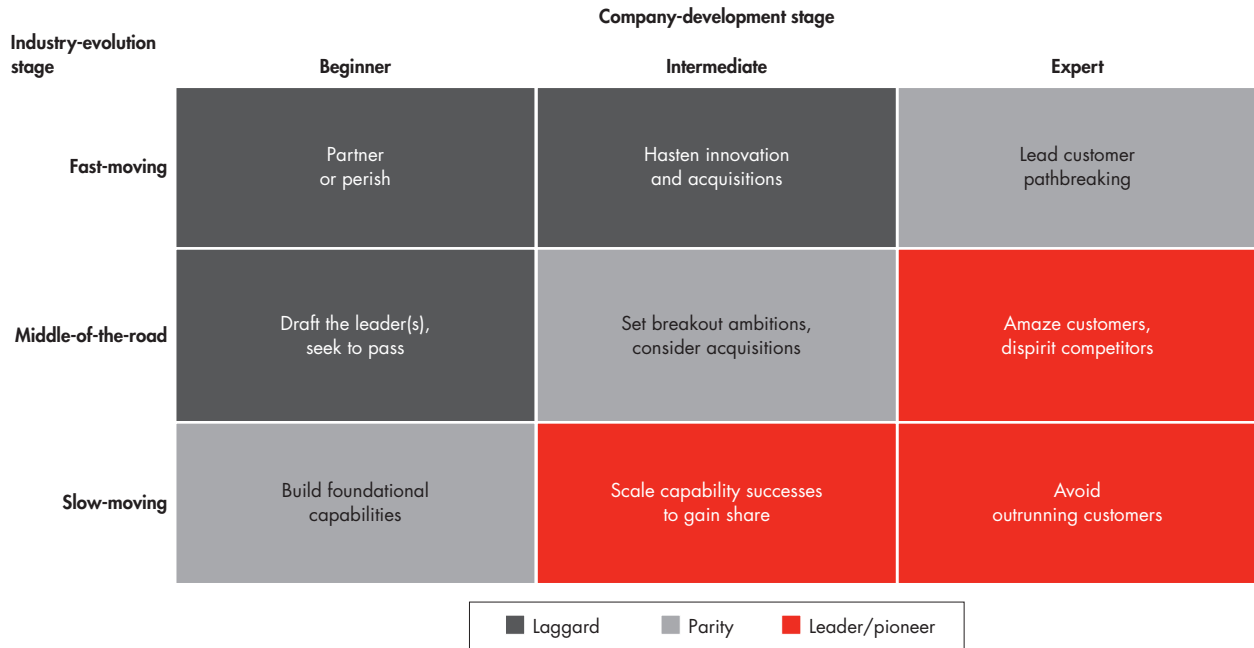 Company-development stage
Industry-evolution
stage
Beginner
Intermediate
Expert
Fast-moving
Partner
or perish
Hasten innovation
and acquisitions
Lead customer
pathbreaking
Middle-of-the-road
Draft the leader(s),
seek to pass
Set breakout ambitions,
consider acquisitions
Amaze customers,
dispirit competitors
Slow-moving
Build foundational
capabilities
Scale capability successes
to gain share
Avoid
outrunning customers
Laggard
Parity
Leader/pioneer